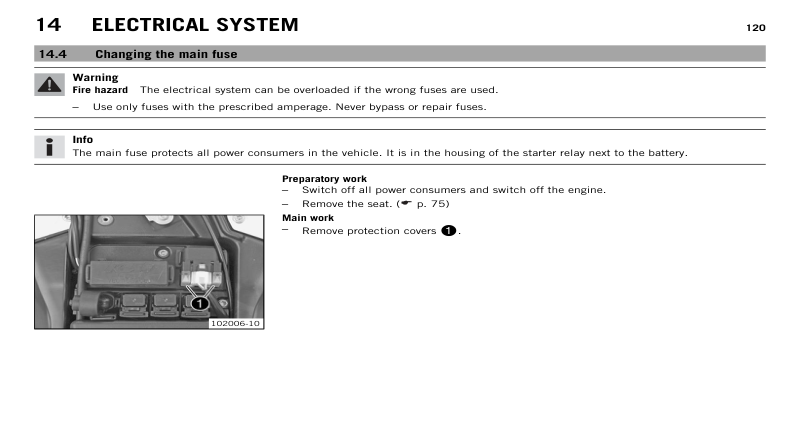 14 ELECTRICAL SYSTEM 120
14.4 Changing the main fuse
Warning
Fire hazard The electrical system can be overloaded if the wrong fuses are used.
– Use only fuses with the prescribed amperage. Never bypass or repair fuses.
Info
The main fuse protects all power consumers in the vehicle. It is in the housing of the starter relay next to the battery.
Preparatory work
– Switch off all power consumers and switch off the engine.
– Remove the seat. (☛ p. 75)
Main work
– Remove protection covers ❶.
1
102006-10